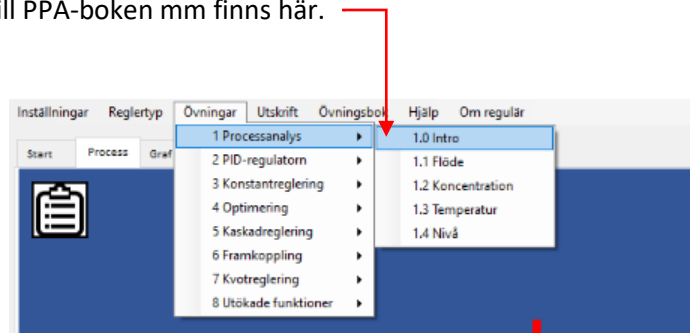 ill PPA-boken mm finns här.
Inställningar Reglertyp Övningar Utskrift Övningsbok Hjälp Om regulär
Start Process Graf
1 Processanalys
2 PID-regulatorn
3 Konstantreglering
4 Optimering
5 Kaskadreglering
6 Framkoppling
7 Kvotreglering
8 Utökade funktioner
1.0 Intro
1.1 Flöde
1.2 Koncentration
1.3 Temperatur
1.4 Nivå